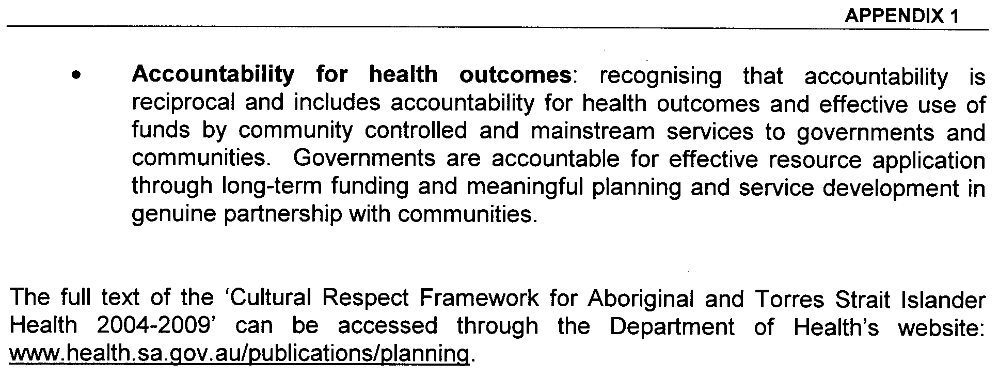 APPENDIX 1
• Accountability for health outcomes: recognising that accountability is
reciprocal and includes accountability for health outcomes and effective use of
funds by community controlled and mainstream services to governments and
communities. Governments are accountable for effective resource application
through long-term funding and meaningful planning and service development in
genuine partnership with communities.
The full text of the ‘Cultural Respect Framework for Aboriginal and Torres Strait Islander
Health 2004-2009’ can be accessed through the Department of Health’s website:
www.health.sa.gov.au/publications/planning.